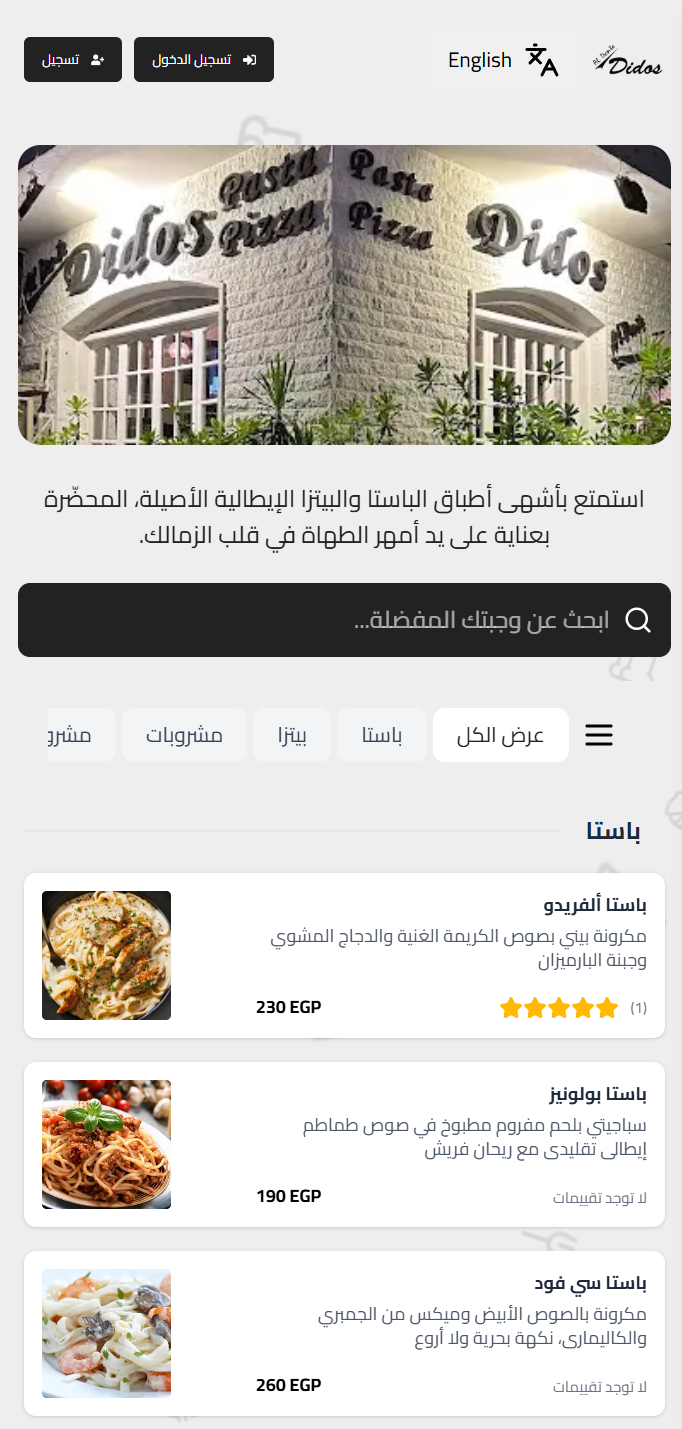 Al Dente
Didos
English
تسجيل الدخول
تسجيل
Didos Pasta Pizza
Pasta Pizza Didos
استمتع بأشهى أطباق الباستا والبيتزا الإيطالية الأصيلة، المحضّرة
بعناية على يد أمهر الطهاة في قلب الزمالك.
ابحث عن وجبتك المفضلة...
عرض الكل
باستا
بيتزا
مشروبات
مشرو
باستا
باستا ألفريدو
مكرونة بيني بصوص الكريمة الغنية والدجاج المشوي
وجبنة البارميزان
(1)
230 EGP
باستا بولونيز
سباجيتي بلحم مفروم مطبوخ في صوص طماطم
إيطالى تقليدى مع ريحان فريش
لا توجد تقييمات
190 EGP
باستا سي فود
مكرونة بالصوص الأبيض وميكس من الجمبري
والكاليمارى، نكهة بحرية ولا أروع
لا توجد تقييمات
260 EGP